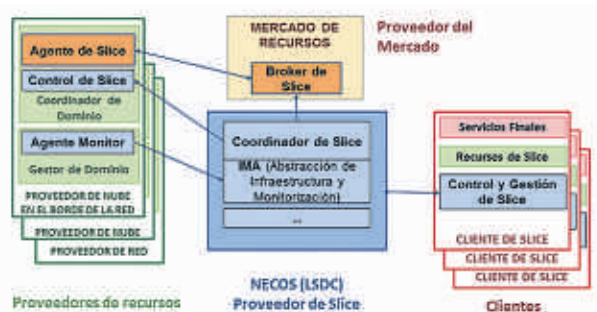 Agente de Slice
Control de Slice
Coordinador de
Dominio
Agente Monitor
Gestor de Dominio
PROVEEDOR DE NUBE
EN EL BORDE DE LA RED
PROVEEDOR DE NUBE
PROVEEDOR DE RED
Proveedores de recursos
MERCADO DE
RECURSOS
Broker de
Slice
Proveedor del
Mercado
Coordinador de Slice
IMA (Abstracción de
Infraestructura y
Monitorización)
...
NECOS (LSDC)
Proveedor de Slice
Servicios Finales
Recursos de Slice
Control y Gestión
de Slice
CLIENTE DE SLICE
CLIENTE DE SLICE
CLIENTE DE SLICE
Clientes